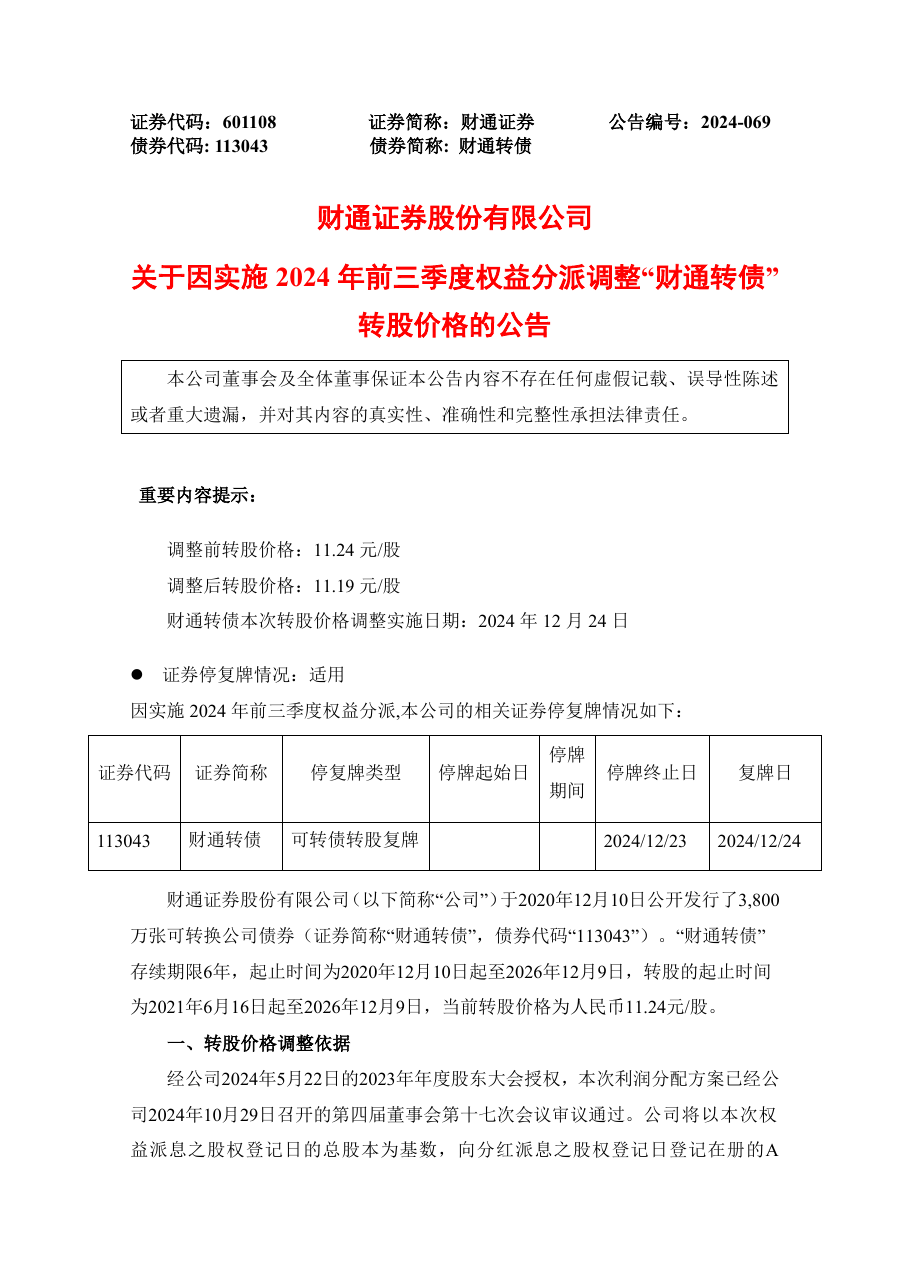 证券代码：601108 证券简称：财通证券 公告编号：2024-069
债券代码: 113043 债券简称: 财通转债
财通证券股份有限公司
关于因实施 2024 年前三季度权益分派调整“财通转债”
转股价格的公告
本公司董事会及全体董事保证本公告内容不存在任何虚假记载、误导性陈述
或者重大遗漏，并对其内容的真实性、准确性和完整性承担法律责任。
重要内容提示：
调整前转股价格：11.24 元/股
调整后转股价格：11.19 元/股
财通转债本次转股价格调整实施日期：2024 年 12 月 24 日
● 证券停复牌情况：适用
因实施 2024 年前三季度权益分派,本公司的相关证券停复牌情况如下：
证券代码 证券简称 停复牌类型 停牌起始日 停牌期间 停牌终止日 复牌日
113043 财通转债 可转债转股复牌 2024/12/23 2024/12/24
财通证券股份有限公司（以下简称“公司”）于2020年12月10日公开发行了3,800
万张可转换公司债券（证券简称“财通转债”，债券代码“113043”）。“财通转债”
存续期限6年，起止时间为2020年12月10日起至2026年12月9日，转股的起止时间
为2021年6月16日起至2026年12月9日，当前转股价格为人民币11.24元/股。
一、转股价格调整依据
经公司2024年5月22日的2023年年度股东大会授权，本次利润分配方案已经公
司2024年10月29日召开的第四届董事会第十七次会议审议通过。公司将以本次权
益派息之股权登记日的总股本为基数，向分红派息之股权登记日登记在册的A